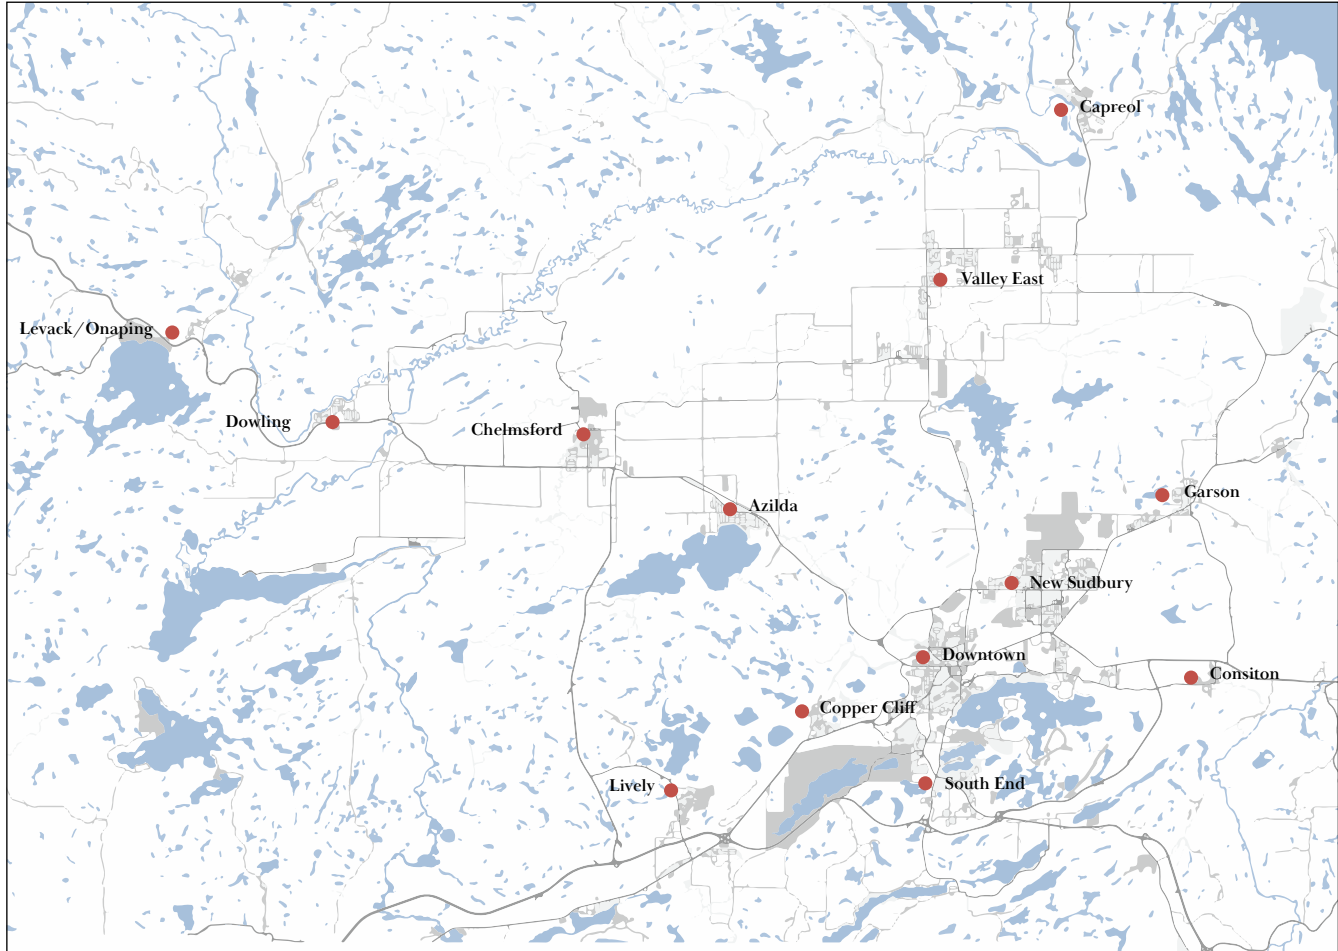 Capreol
Valley East
Levack/Onaping
Dowling
Chelmsford
Garson
Azilda
New Sudbury
Downtown
Consiton
Copper Cliff
Lively
South End